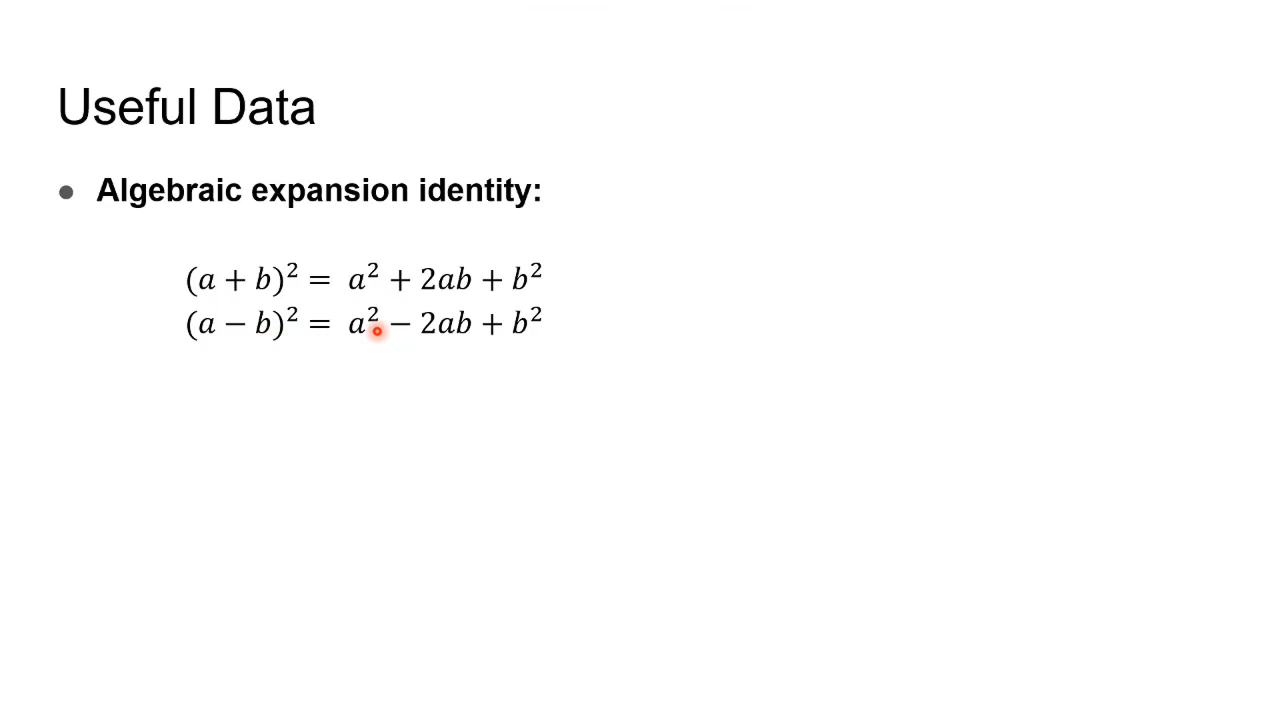 Useful Data
● Algebraic expansion identity:
(a + b)² = a² + 2ab + b²
(a − b)² = a² − 2ab + b²